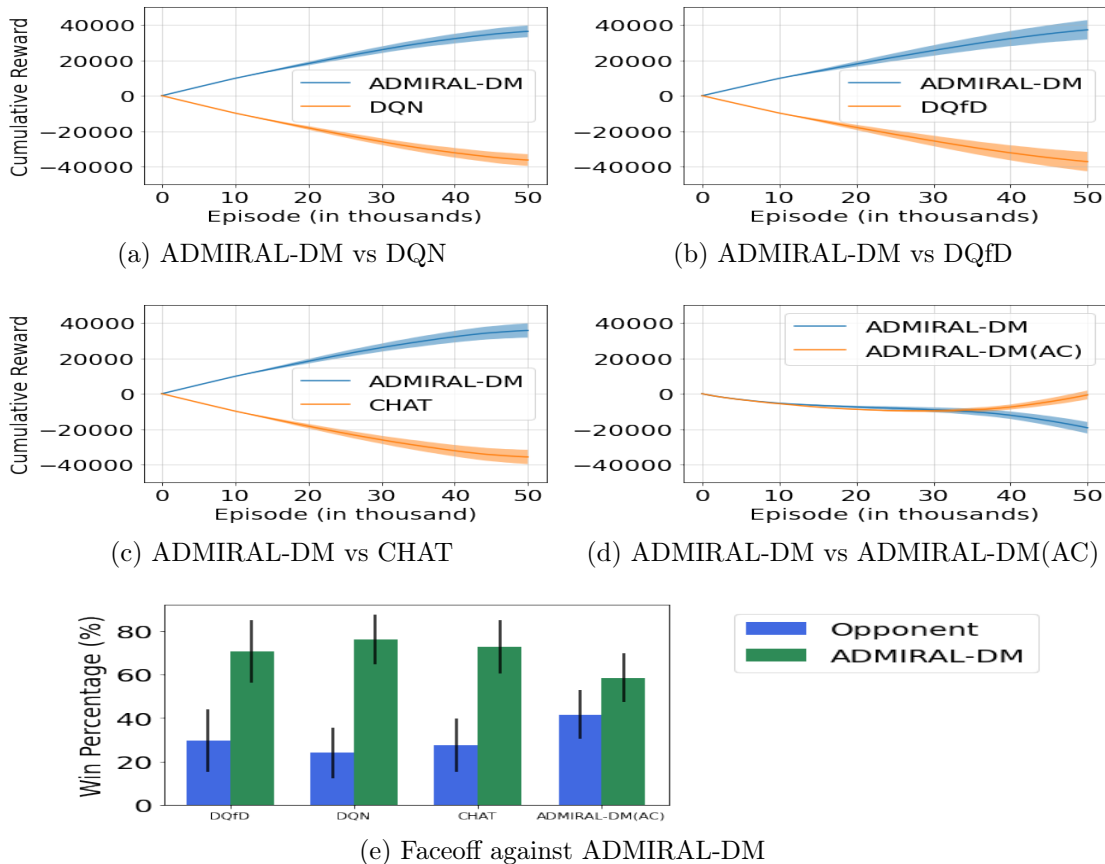 Cumulative Reward
40000
20000
0
−20000
−40000
ADMIRAL-DM
DQN
0 10 20 30 40 50
Episode (in thousands)
(a) ADMIRAL-DM vs DQN
40000
20000
0
−20000
−40000
ADMIRAL-DM
DQfD
0 10 20 30 40 50
Episode (in thousands)
(b) ADMIRAL-DM vs DQfD
Cumulative Reward
40000
20000
0
−20000
−40000
ADMIRAL-DM
CHAT
0 10 20 30 40 50
Episode (in thousand)
(c) ADMIRAL-DM vs CHAT
40000
20000
0
−20000
−40000
ADMIRAL-DM
ADMIRAL-DM(AC)
0 10 20 30 40 50
Episode (in thousands)
(d) ADMIRAL-DM vs ADMIRAL-DM(AC)
Win Percentage (%)
80
60
40
20
0
DQfD DQN CHAT ADMIRAL-DM(AC)
Opponent
ADMIRAL-DM
(e) Faceoff against ADMIRAL-DM